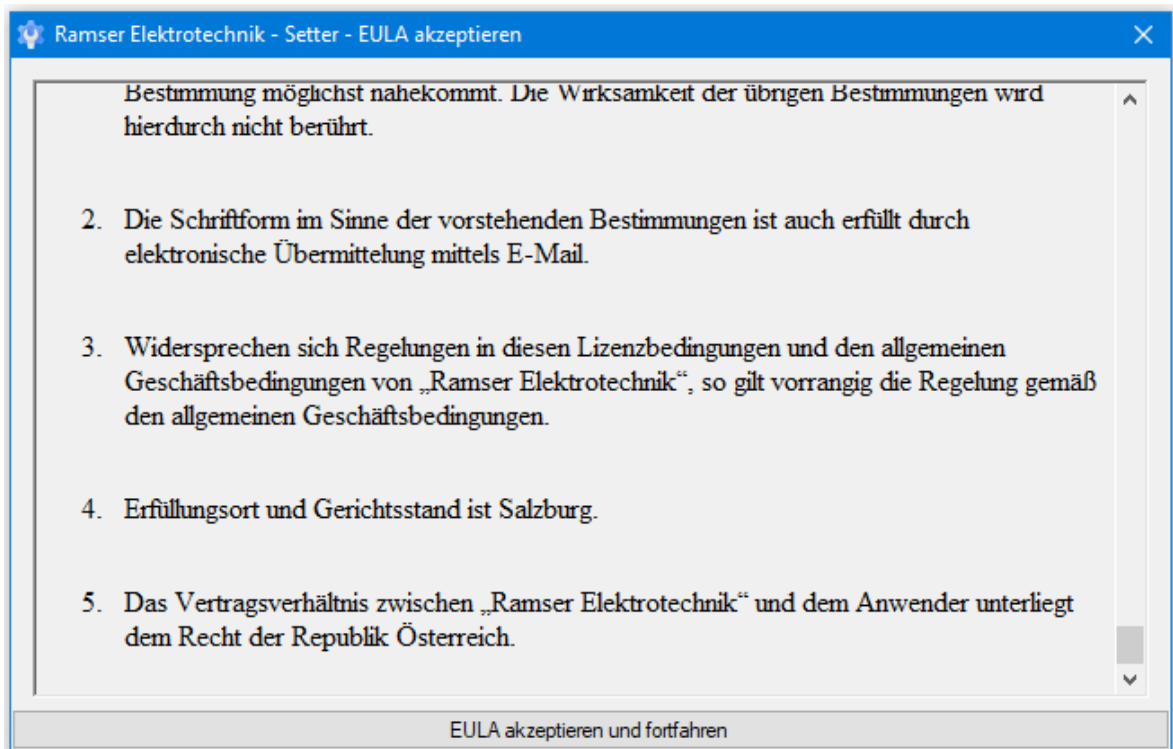 Ramser Elektrotechnik - Setter - EULA akzeptieren
Bestimmung möglichst nahekommt. Die Wirksamkeit der übrigen Bestimmungen wird
hierdurch nicht berührt.
2. Die Schriftform im Sinne der vorstehenden Bestimmungen ist auch erfüllt durch
elektronische Übermittelung mittels E-Mail.
3. Widersprechen sich Regelungen in diesen Lizenzbedingungen und den allgemeinen
Geschäftsbedingungen von „Ramser Elektrotechnik“, so gilt vorrangig die Regelung gemäß
den allgemeinen Geschäftsbedingungen.
4. Erfüllungsort und Gerichtsstand ist Salzburg.
5. Das Vertragsverhältnis zwischen „Ramser Elektrotechnik“ und dem Anwender unterliegt
dem Recht der Republik Österreich.
EULA akzeptieren und fortfahren